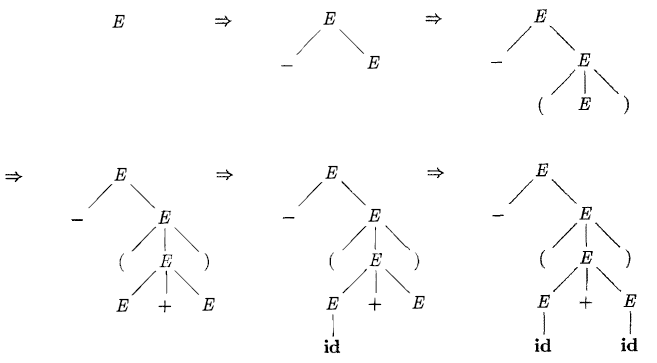 E ⇒ E ⇒ E
− E − E
( E )
⇒ E ⇒ E ⇒ E
− E − E − E
( E ) ( E ) ( E )
E + E E + E E + E
id id id